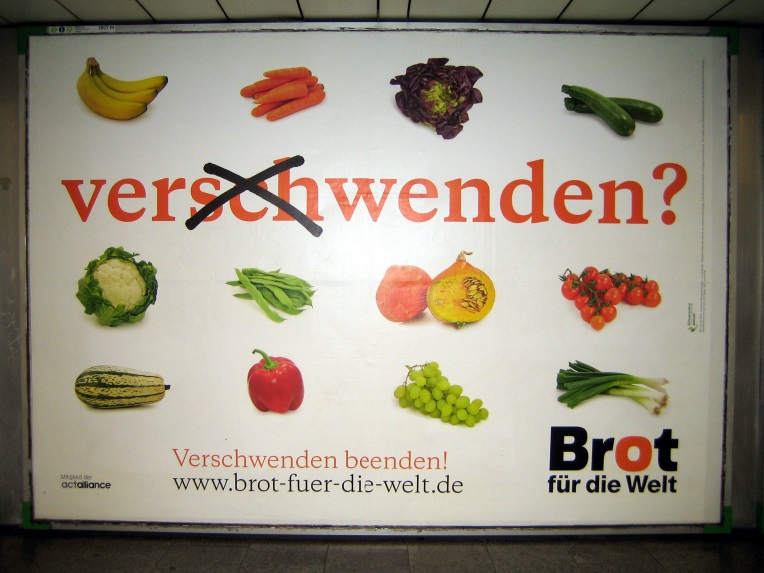 verschwenden?
Verschwenden beenden!
www.brot-fuer-die-welt.de
Mitglied der
actalliance
Brot
für die Welt